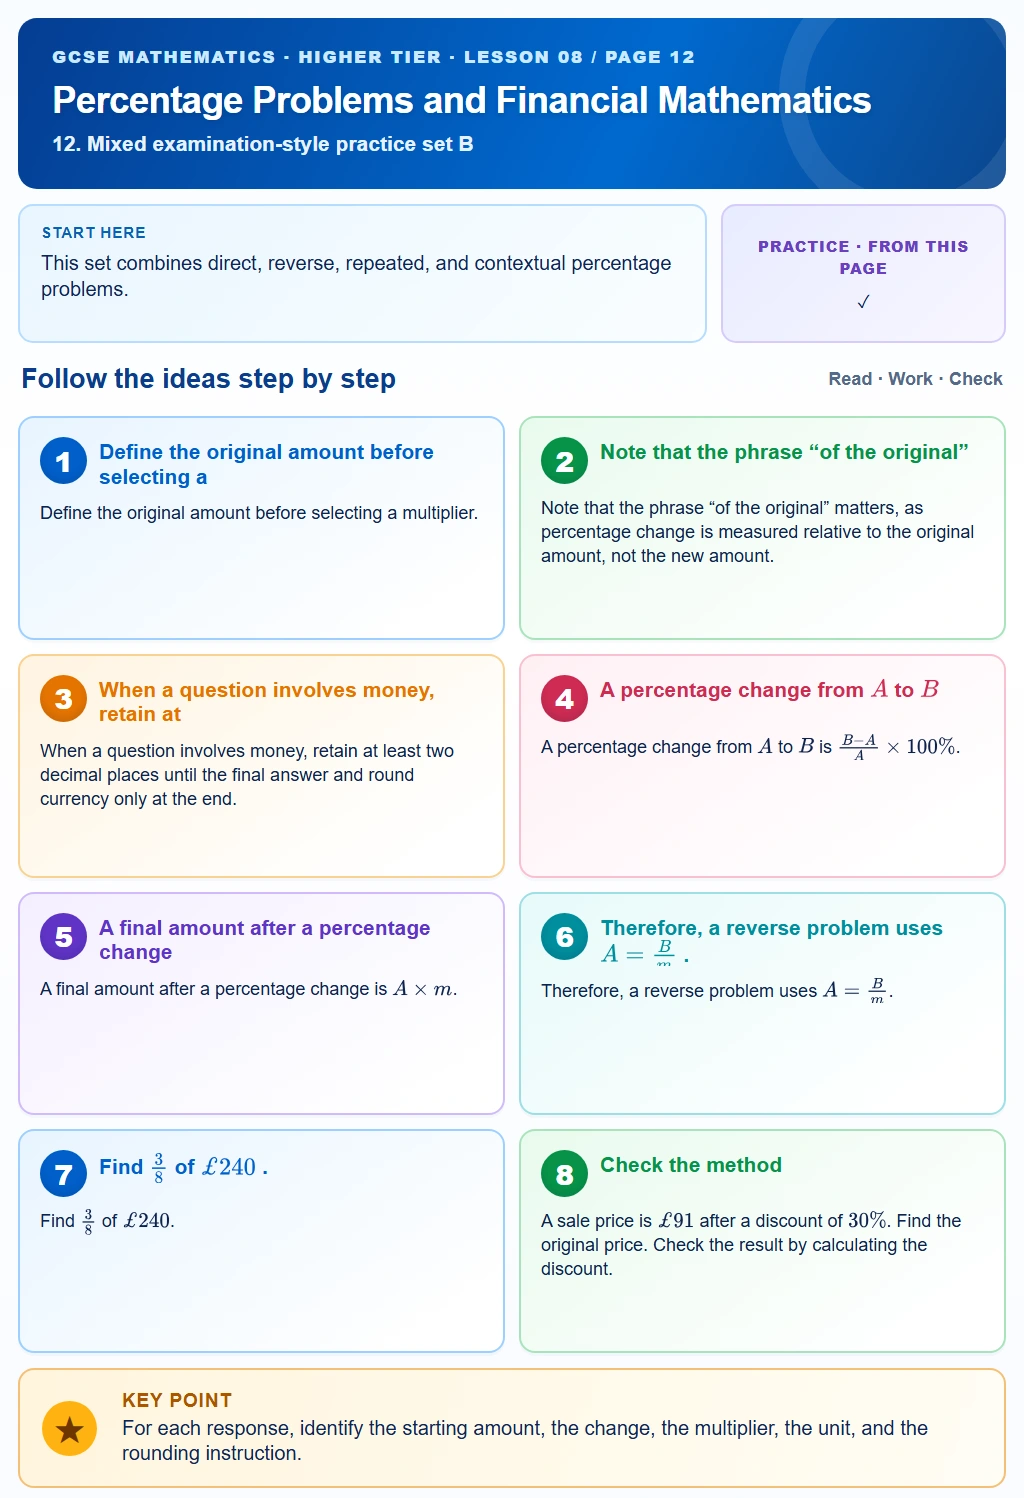 GCSE MATHEMATICS · HIGHER TIER · LESSON 08 / PAGE 12
Percentage Problems and Financial Mathematics
12. Mixed examination-style practice set B
START HERE
This set combines direct, reverse, repeated, and contextual percentage
problems.
PRACTICE · FROM THIS
PAGE
✓
Follow the ideas step by step
Read · Work · Check
1
Define the original amount before
selecting a
Define the original amount before selecting a multiplier.
2
Note that the phrase “of the original”
Note that the phrase “of the original” matters, as
percentage change is measured relative to the original
amount, not the new amount.
3
When a question involves money,
retain at
When a question involves money, retain at least two
decimal places until the final answer and round
currency only at the end.
4
A percentage change from A to B
A percentage change from A to B is \frac{B-A}{A} × 100%.
5
A final amount after a percentage
change
A final amount after a percentage change is A × m.
6
Therefore, a reverse problem uses
A = \frac{B}{m} .
Therefore, a reverse problem uses A = \frac{B}{m}.
7
Find \frac{3}{8} of £240 .
Find \frac{3}{8} of £240.
8
Check the method
A sale price is £91 after a discount of 30%. Find the
original price. Check the result by calculating the
discount.
★
KEY POINT
For each response, identify the starting amount, the change, the multiplier, the unit, and the
rounding instruction.